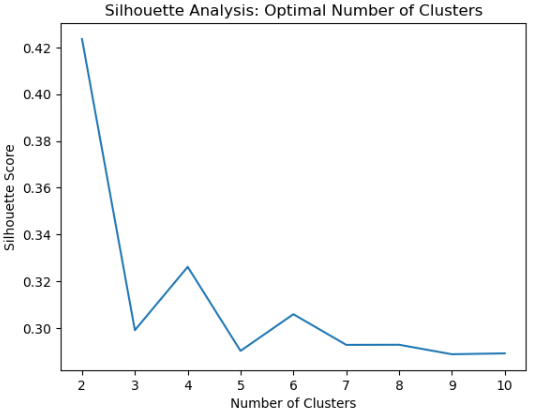 Silhouette Analysis: Optimal Number of Clusters
Silhouette Score
0.42
0.40
0.38
0.36
0.34
0.32
0.30
2 3 4 5 6 7 8 9 10
Number of Clusters